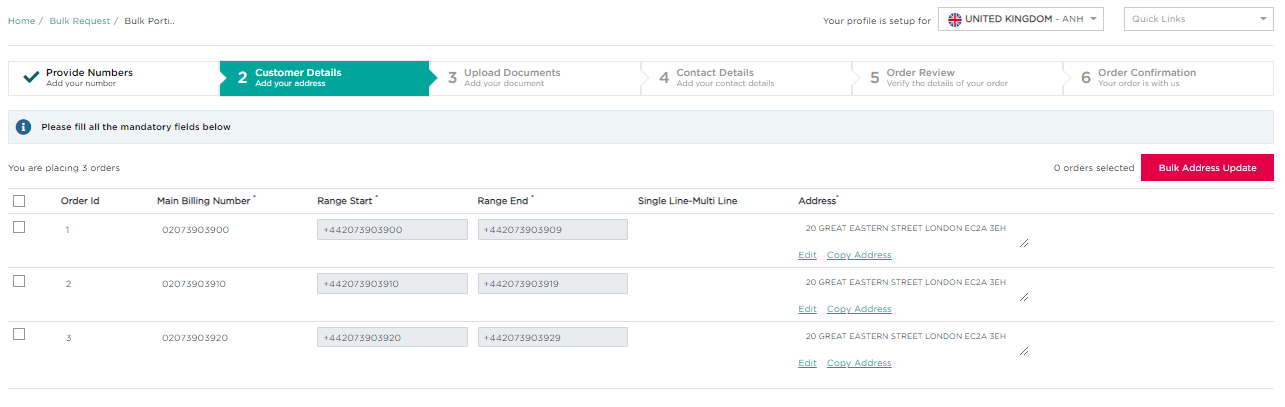 Home / Bulk Request / Bulk Porti..
Your profile is setup for UNITED KINGDOM - ANH Quick Links
Provide Numbers
Add your number
2 Customer Details
Add your address
3 Upload Documents
Add your document
4 Contact Details
Add your contact details
5 Order Review
Verify the details of your order
6 Order Confirmation
Your order is with us
Please fill all the mandatory fields below
You are placing 3 orders
0 orders selected Bulk Address Update
Order Id Main Billing Number * Range Start * Range End * Single Line-Multi Line Address*
1 02073903900 +442073903900 +442073903909 20 GREAT EASTERN STREET LONDON EC2A 3EH
Edit Copy Address
2 02073903910 +442073903910 +442073903919 20 GREAT EASTERN STREET LONDON EC2A 3EH
Edit Copy Address
3 02073903920 +442073903920 +442073903929 20 GREAT EASTERN STREET LONDON EC2A 3EH
Edit Copy Address